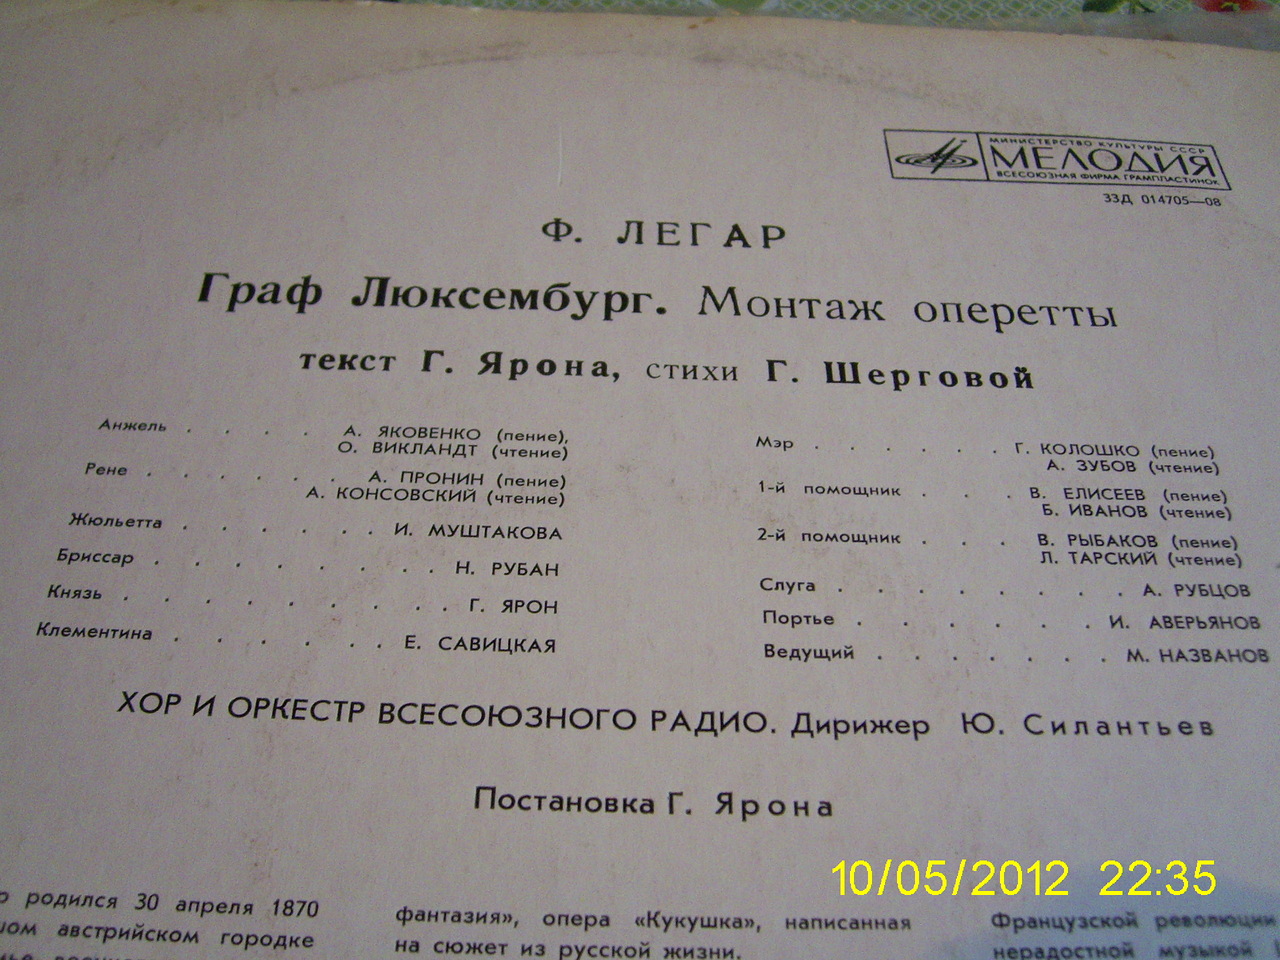 МИНИСТЕРСТВО КУЛЬТУРЫ СССР
МЕЛОДИЯ
ВСЕСОЮЗНАЯ ФИРМА ГРАМПЛАСТИНОК
33Д 014705—08
Ф. ЛЕГАР
Граф Люксембург. Монтаж оперетты
текст Г. Ярона, стихи Г. Шерговой
Анжель . . . . А. ЯКОВЕНКО (пение),
О. ВИКЛАНДТ (чтение)
Рене . . . . . . А. ПРОНИН (пение)
А. КОНСОВСКИЙ (чтение)
Жюльетта . . . . . . И. МУШТАКОВА
Бриссар . . . . . . . . Н. РУБАН
Князь . . . . . . . . . Г. ЯРОН
Клементина . . . . . . Е. САВИЦКАЯ
Мэр . . . . . . Г. КОЛОШКО (пение)
А. ЗУБОВ (чтение)
1-й помощник . . . В. ЕЛИСЕЕВ (пение)
Б. ИВАНОВ (чтение)
2-й помощник . . . В. РЫБАКОВ (пение)
Л. ТАРСКИЙ (чтение)
Слуга . . . . . . . . А. РУБЦОВ
Портье . . . . . . . И. АВЕРЬЯНОВ
Ведущий . . . . . . . М. НАЗВАНОВ
ХОР И ОРКЕСТР ВСЕСОЮЗНОГО РАДИО. Дирижер Ю. Силантьев
Постановка Г. Ярона
10/05/2012 22:35
родился 30 апреля 1870
австрийском городке
фантазия», опера «Кукушка», написанная
на сюжет из русской жизни.
Французской революции
нерадостной музыкой